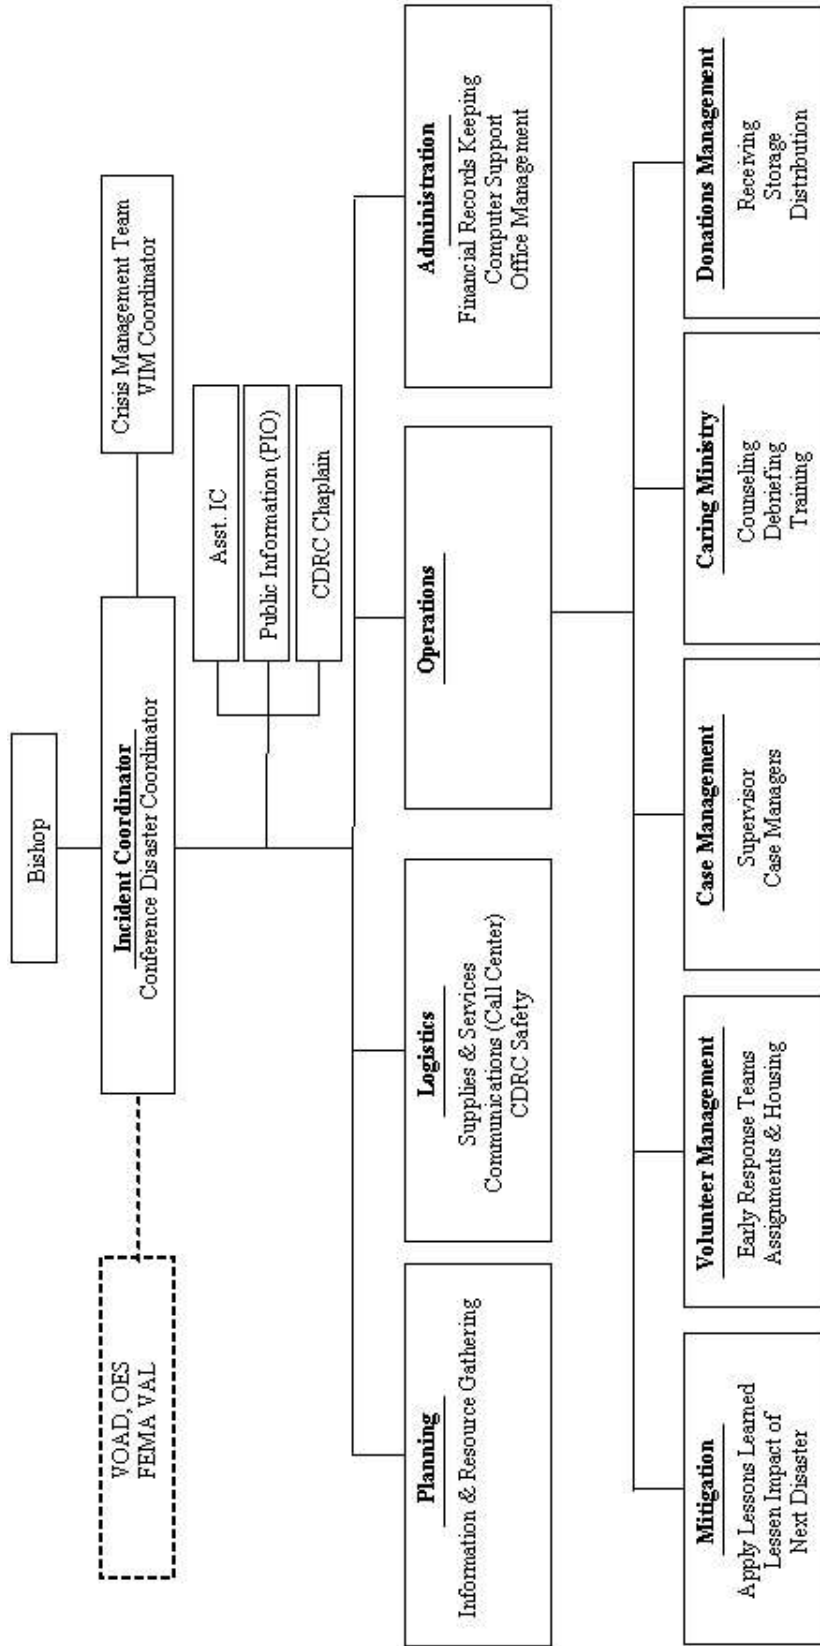 Bishop
VOAD, OES
FEMA VAL
Incident Coordinator
Conference Disaster Coordinator
Crisis Management Team
VIM Coordinator
Asst. IC
Public Information (PIO)
CDRC Chaplain
Planning
Information & Resource Gathering
Logistics
Supplies & Services
Communications (Call Center)
CDRC Safety
Operations
Administration
Financial Records Keeping
Computer Support
Office Management
Mitigation
Apply Lessons Learned
Lessen Impact of
Next Disaster
Volunteer Management
Early Response Teams
Assignments & Housing
Case Management
Supervisor
Case Managers
Caring Ministry
Counseling
Debriefing
Training
Donations Management
Receiving
Storage
Distribution